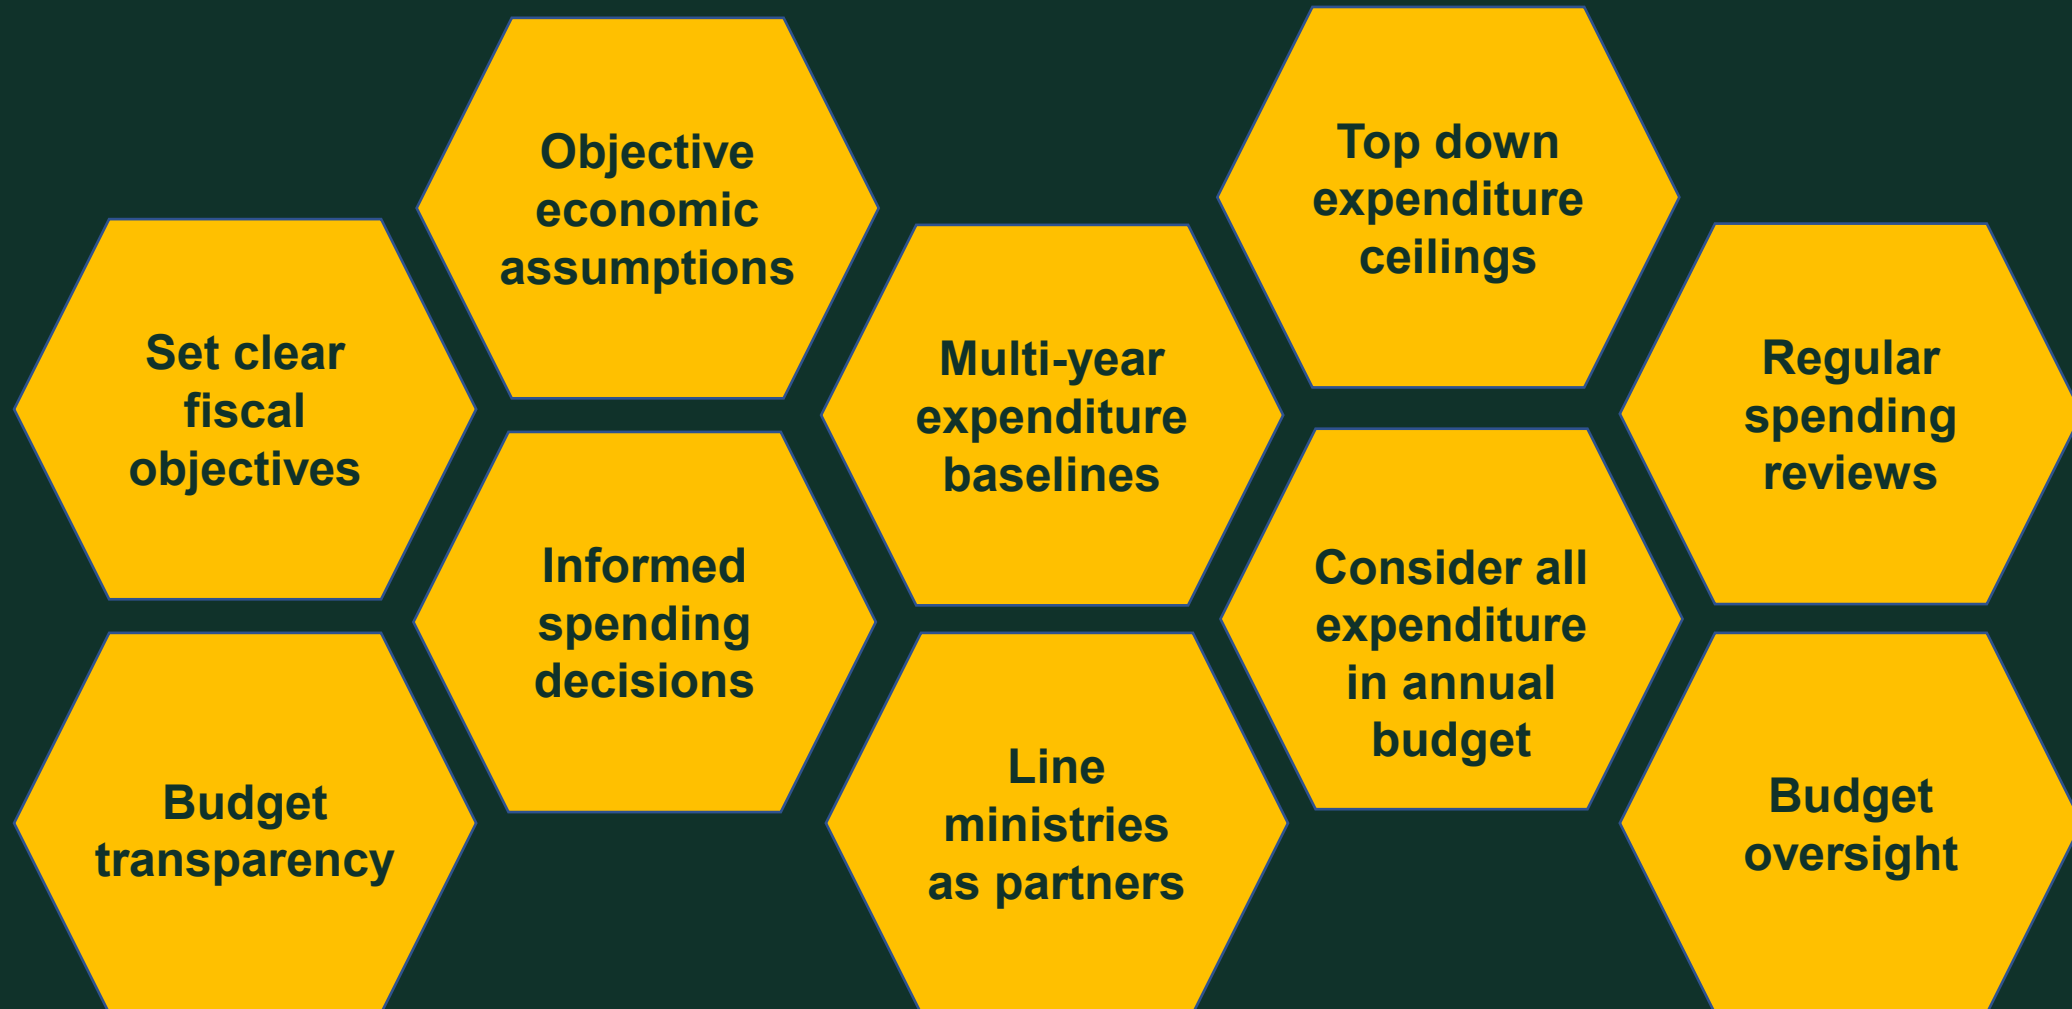 Set clear
fiscal
objectives
Objective
economic
assumptions
Multi-year
expenditure
baselines
Top down
expenditure
ceilings
Regular
spending
reviews
Budget
transparency
Informed
spending
decisions
Line
ministries
as partners
Consider all
expenditure
in annual
budget
Budget
oversight